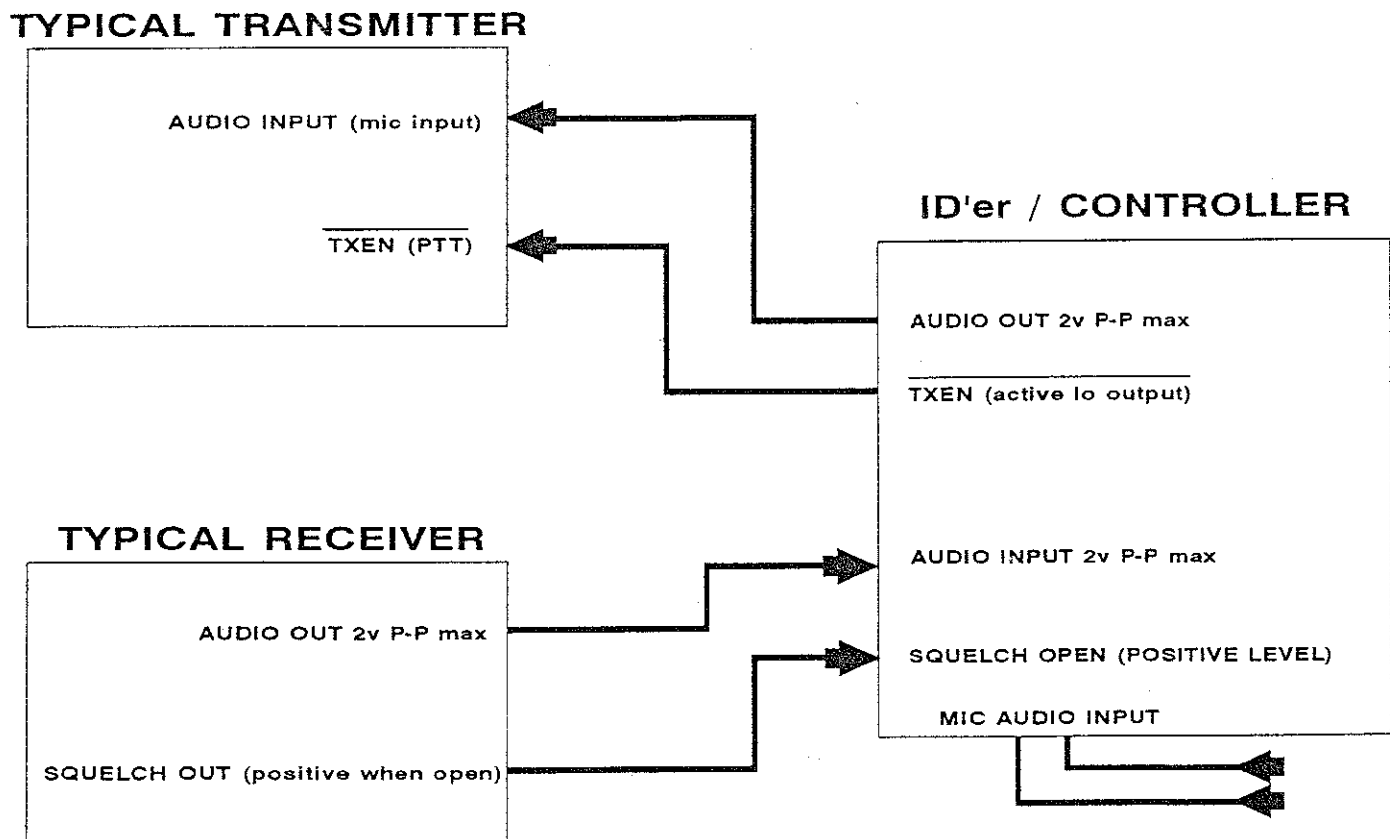 TYPICAL TRANSMITTER
AUDIO INPUT (mic input)
TXEN (PTT)
ID'er / CONTROLLER
AUDIO OUT 2v P-P max
TXEN (active lo output)
AUDIO INPUT 2v P-P max
SQUELCH OPEN (POSITIVE LEVEL)
MIC AUDIO INPUT
TYPICAL RECEIVER
AUDIO OUT 2v P-P max
SQUELCH OUT (positive when open)